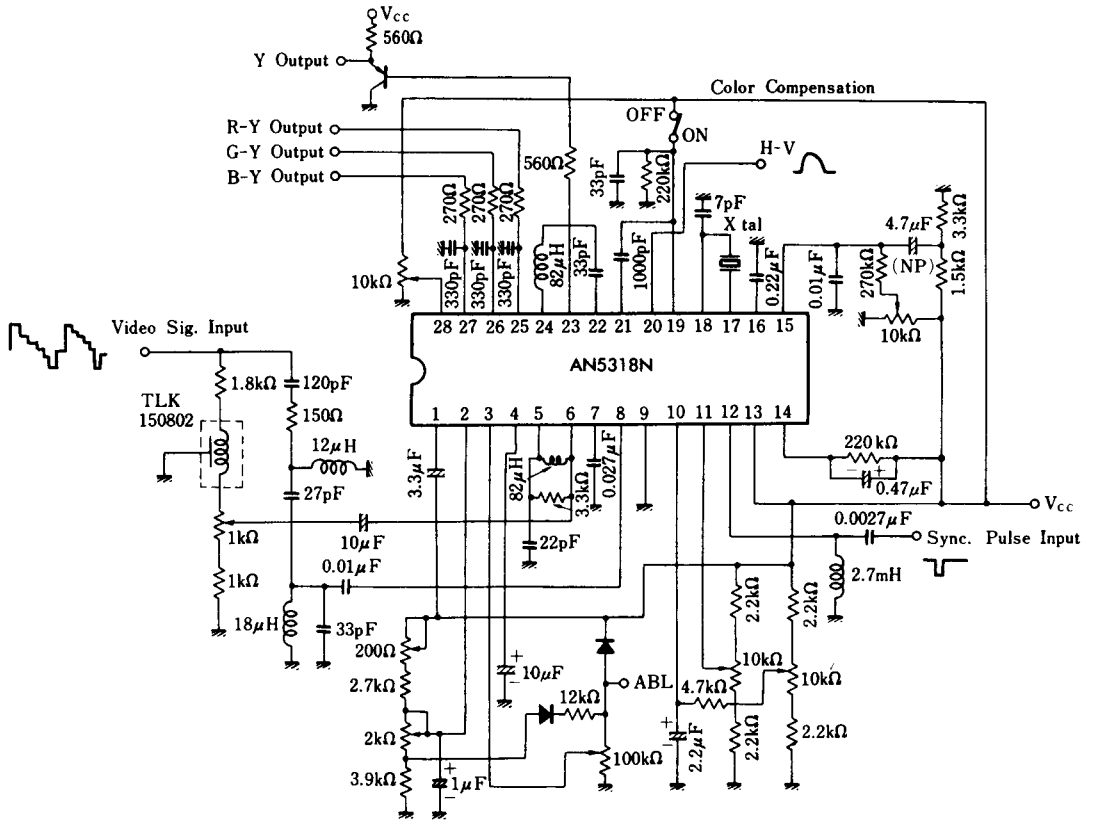 Vcc
560Ω
Y Output
Color Compensation
OFF
ON
R-Y Output
G-Y Output
B-Y Output
H-V
560Ω
33pF
220kΩ
270Ω
270Ω
270Ω
7pF
X tal
4.7μF
(NP)
3.3kΩ
1.5kΩ
330pF
330pF
330pF
82μH
33pF
1000pF
0.22μF
0.01μF
270kΩ
10kΩ
10kΩ
28 27 26 25 24 23 22 21 20 19 18 17 16 15
AN5318N
1 2 3 4 5 6 7 8 9 10 11 12 13 14
Video Sig. Input
1.8kΩ
120pF
TLK
150802
150Ω
12μH
27pF
3.3μF
82μH
3.3kΩ
0.027μF
220kΩ
- +
0.47μF
Vcc
1kΩ
10μF
22pF
0.0027μF
Sync. Pulse Input
1kΩ
0.01μF
2.7mH
18μH
33pF
2.2kΩ
2.2kΩ
200Ω
2.7kΩ
+
10μF
-
ABL
10kΩ
10kΩ
12kΩ
4.7kΩ
2kΩ
3.9kΩ
+
1μF
-
100kΩ
+
2.2μF
-
2.2kΩ
2.2kΩ